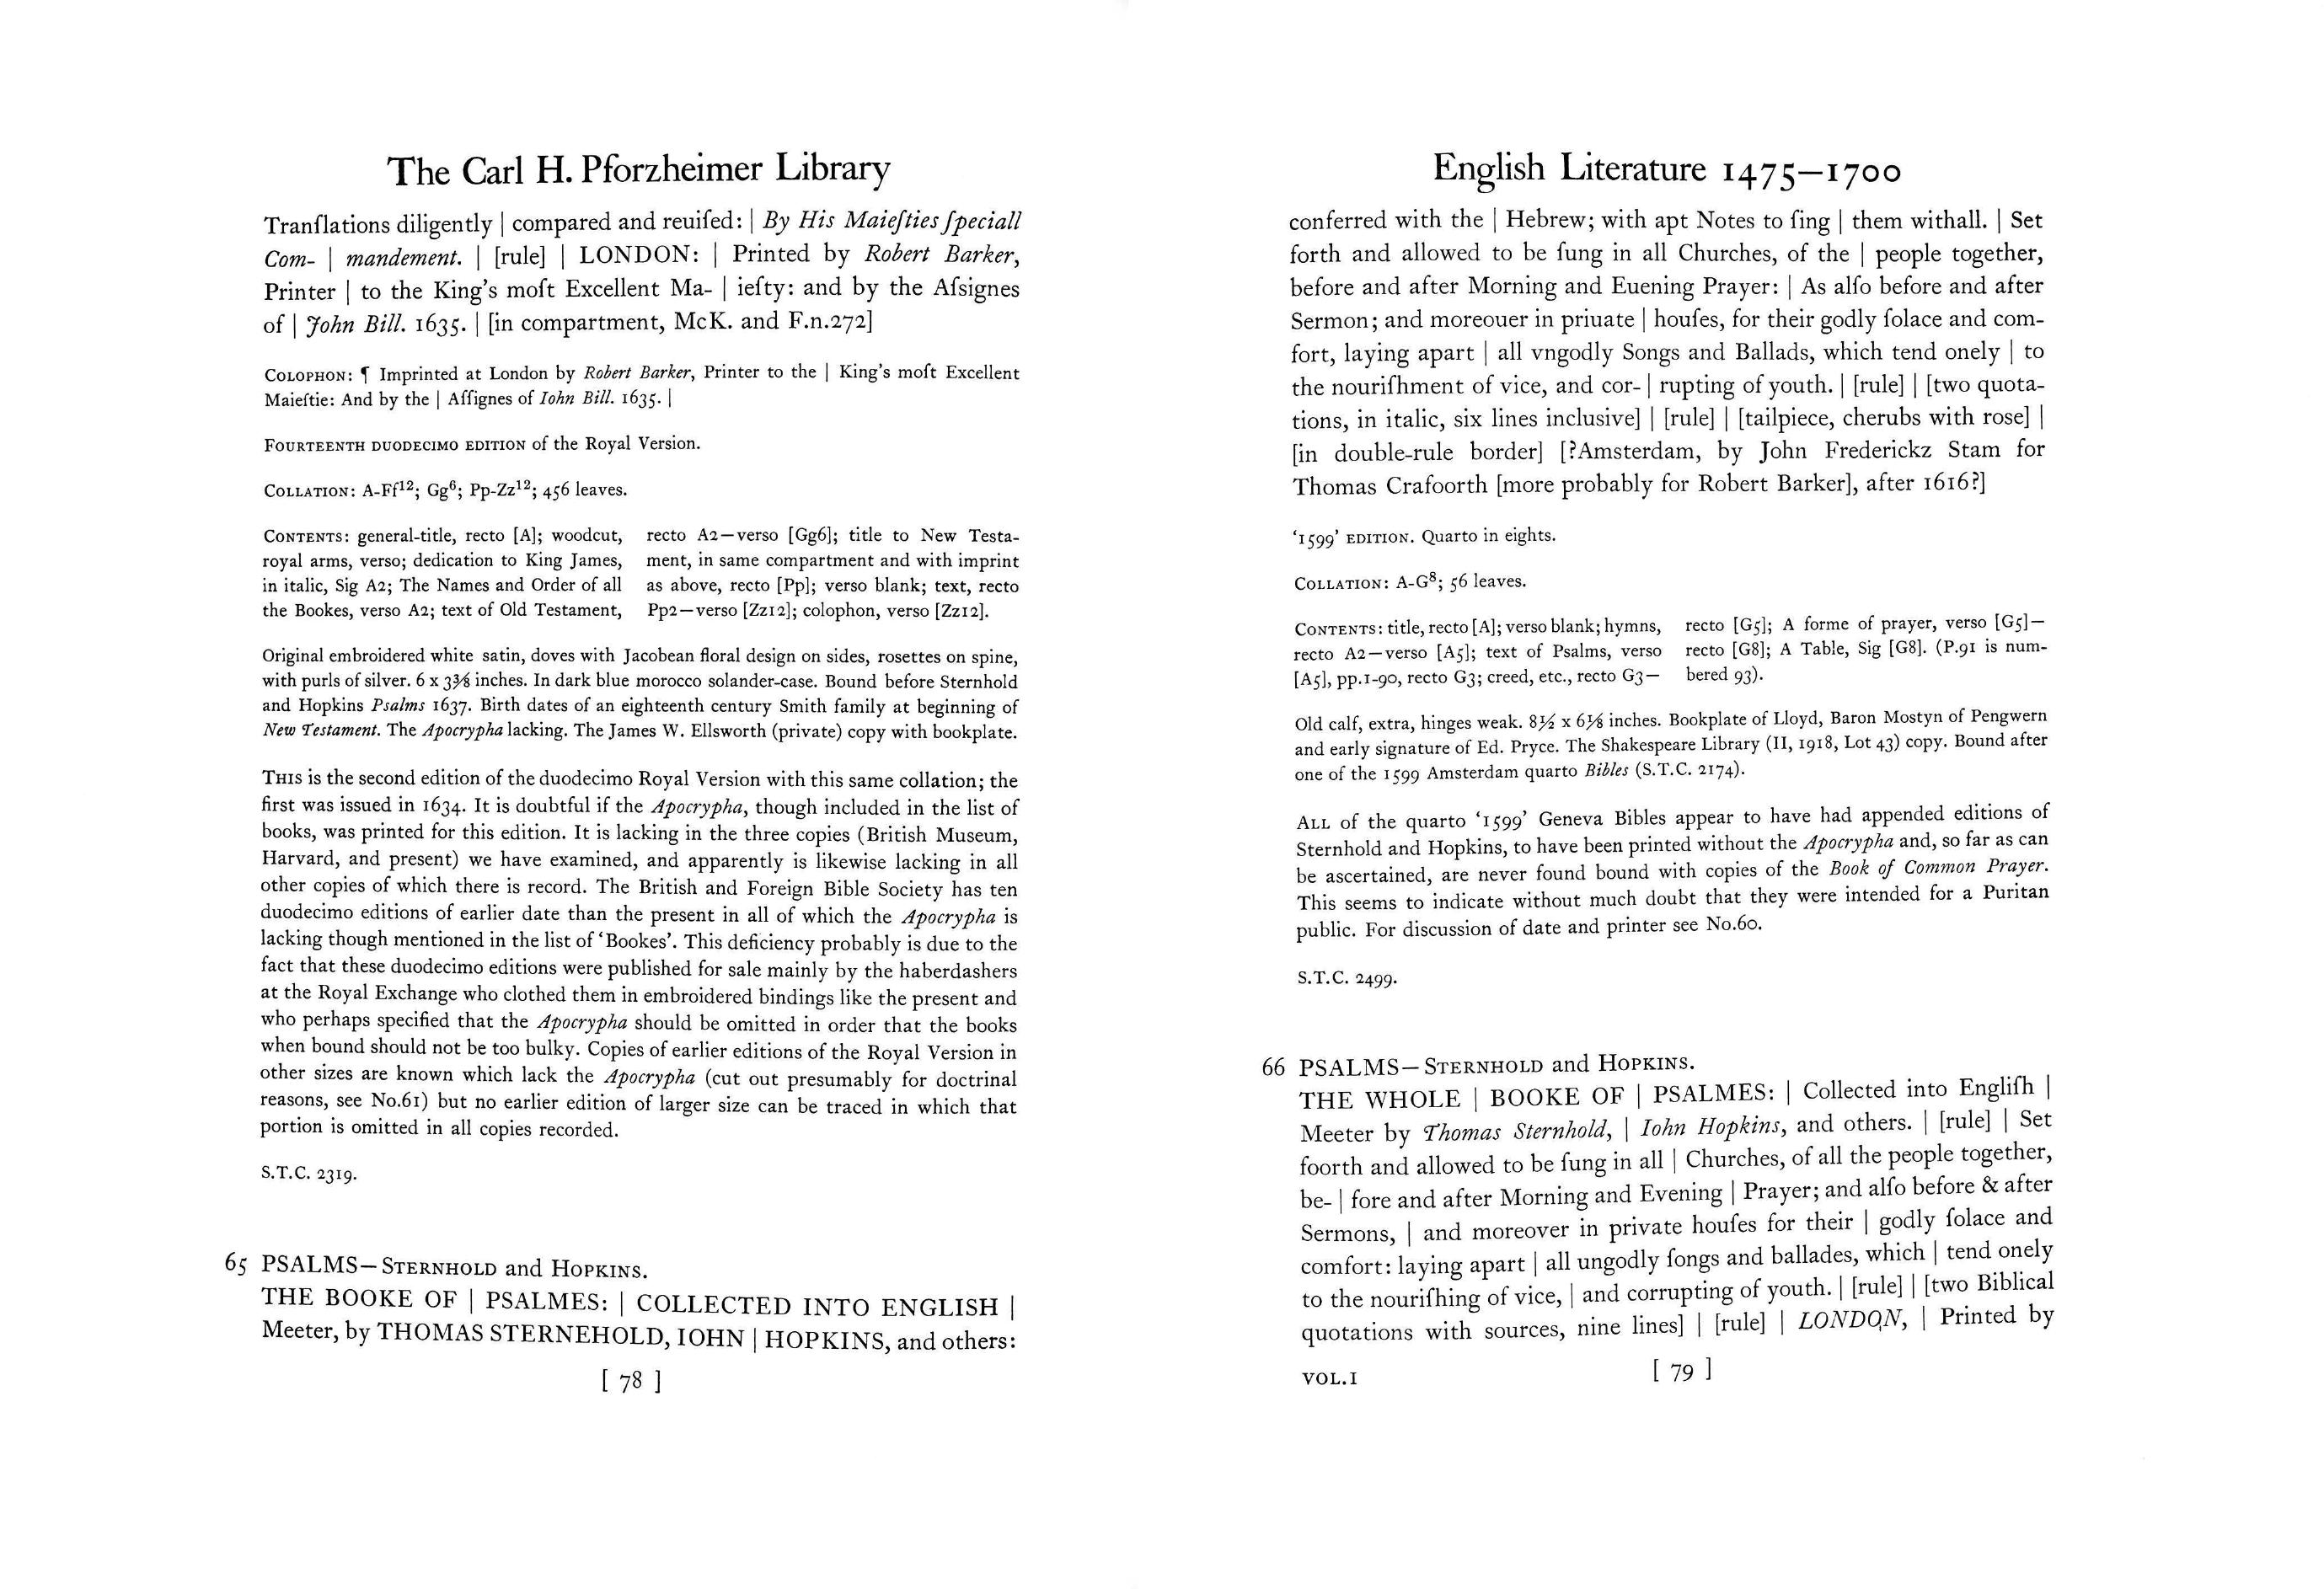 The Carl H. Pforzheimer Library
Tranſlations diligently | compared and reuiſed: | By His Maieſties ſpeciall
Com- | mandement. | [rule] | LONDON: | Printed by Robert Barker,
Printer | to the King's moſt Excellent Ma- | ieſty: and by the Aſsignes
of | John Bill. 1635. | [in compartment, McK. and F.n.272]
COLOPHON: ¶ Imprinted at London by Robert Barker, Printer to the | King's moſt Excellent
Maieſtie: And by the | Aſſignes of Iohn Bill. 1635. |
FOURTEENTH DUODECIMO EDITION of the Royal Version.
COLLATION: A-Ff¹²; Gg⁶; Pp-Zz¹²; 456 leaves.
CONTENTS: general-title, recto [A]; woodcut,
royal arms, verso; dedication to King James,
in italic, Sig A2; The Names and Order of all
the Bookes, verso A2; text of Old Testament,
recto A2—verso [Gg6]; title to New Testa-
ment, in same compartment and with imprint
as above, recto [Pp]; verso blank; text, recto
Pp2—verso [Zz12]; colophon, verso [Zz12].
Original embroidered white satin, doves with Jacobean floral design on sides, rosettes on spine,
with purls of silver. 6 x 3⅜ inches. In dark blue morocco solander-case. Bound before Sternhold
and Hopkins Psalms 1637. Birth dates of an eighteenth century Smith family at beginning of
New Testament. The Apocrypha lacking. The James W. Ellsworth (private) copy with bookplate.
THIS is the second edition of the duodecimo Royal Version with this same collation; the
first was issued in 1634. It is doubtful if the Apocrypha, though included in the list of
books, was printed for this edition. It is lacking in the three copies (British Museum,
Harvard, and present) we have examined, and apparently is likewise lacking in all
other copies of which there is record. The British and Foreign Bible Society has ten
duodecimo editions of earlier date than the present in all of which the Apocrypha is
lacking though mentioned in the list of 'Bookes'. This deficiency probably is due to the
fact that these duodecimo editions were published for sale mainly by the haberdashers
at the Royal Exchange who clothed them in embroidered bindings like the present and
who perhaps specified that the Apocrypha should be omitted in order that the books
when bound should not be too bulky. Copies of earlier editions of the Royal Version in
other sizes are known which lack the Apocrypha (cut out presumably for doctrinal
reasons, see No.61) but no earlier edition of larger size can be traced in which that
portion is omitted in all copies recorded.
S.T.C. 2319.
65 PSALMS—STERNHOLD and HOPKINS.
THE BOOKE OF | PSALMES: | COLLECTED INTO ENGLISH |
Meeter, by THOMAS STERNEHOLD, IOHN | HOPKINS, and others:
[ 78 ]
English Literature 1475—1700
conferred with the | Hebrew; with apt Notes to ſing | them withall. | Set
forth and allowed to be ſung in all Churches, of the | people together,
before and after Morning and Euening Prayer: | As alſo before and after
Sermon; and moreouer in priuate | houſes, for their godly ſolace and com-
fort, laying apart | all vngodly Songs and Ballads, which tend onely | to
the nouriſhment of vice, and cor- | rupting of youth. | [rule] | [two quota-
tions, in italic, six lines inclusive] | [rule] | [tailpiece, cherubs with rose] |
[in double-rule border] [?Amsterdam, by John Frederickz Stam for
Thomas Crafoorth [more probably for Robert Barker], after 1616?]
'1599' EDITION. Quarto in eights.
COLLATION: A-G⁸; 56 leaves.
CONTENTS: title, recto [A]; verso blank; hymns,
recto A2—verso [A5]; text of Psalms, verso
[A5], pp.1-90, recto G3; creed, etc., recto G3—
recto [G5]; A forme of prayer, verso [G5]—
recto [G8]; A Table, Sig [G8]. (P.91 is num-
bered 93).
Old calf, extra, hinges weak. 8½ x 6⅛ inches. Bookplate of Lloyd, Baron Mostyn of Pengwern
and early signature of Ed. Pryce. The Shakespeare Library (II, 1918, Lot 43) copy. Bound after
one of the 1599 Amsterdam quarto Bibles (S.T.C. 2174).
ALL of the quarto '1599' Geneva Bibles appear to have had appended editions of
Sternhold and Hopkins, to have been printed without the Apocrypha and, so far as can
be ascertained, are never found bound with copies of the Book of Common Prayer.
This seems to indicate without much doubt that they were intended for a Puritan
public. For discussion of date and printer see No.60.
S.T.C. 2499.
66 PSALMS—STERNHOLD and HOPKINS.
THE WHOLE | BOOKE OF | PSALMES: | Collected into Engliſh |
Meeter by Thomas Sternhold, | Iohn Hopkins, and others. | [rule] | Set
foorth and allowed to be ſung in all | Churches, of all the people together,
be- | fore and after Morning and Evening | Prayer; and alſo before & after
Sermons, | and moreover in private houſes for their | godly ſolace and
comfort: laying apart | all ungodly ſongs and ballades, which | tend onely
to the nouriſhing of vice, | and corrupting of youth. | [rule] | [two Biblical
quotations with sources, nine lines] | [rule] | LONDON, | Printed by
VOL.I
[ 79 ]